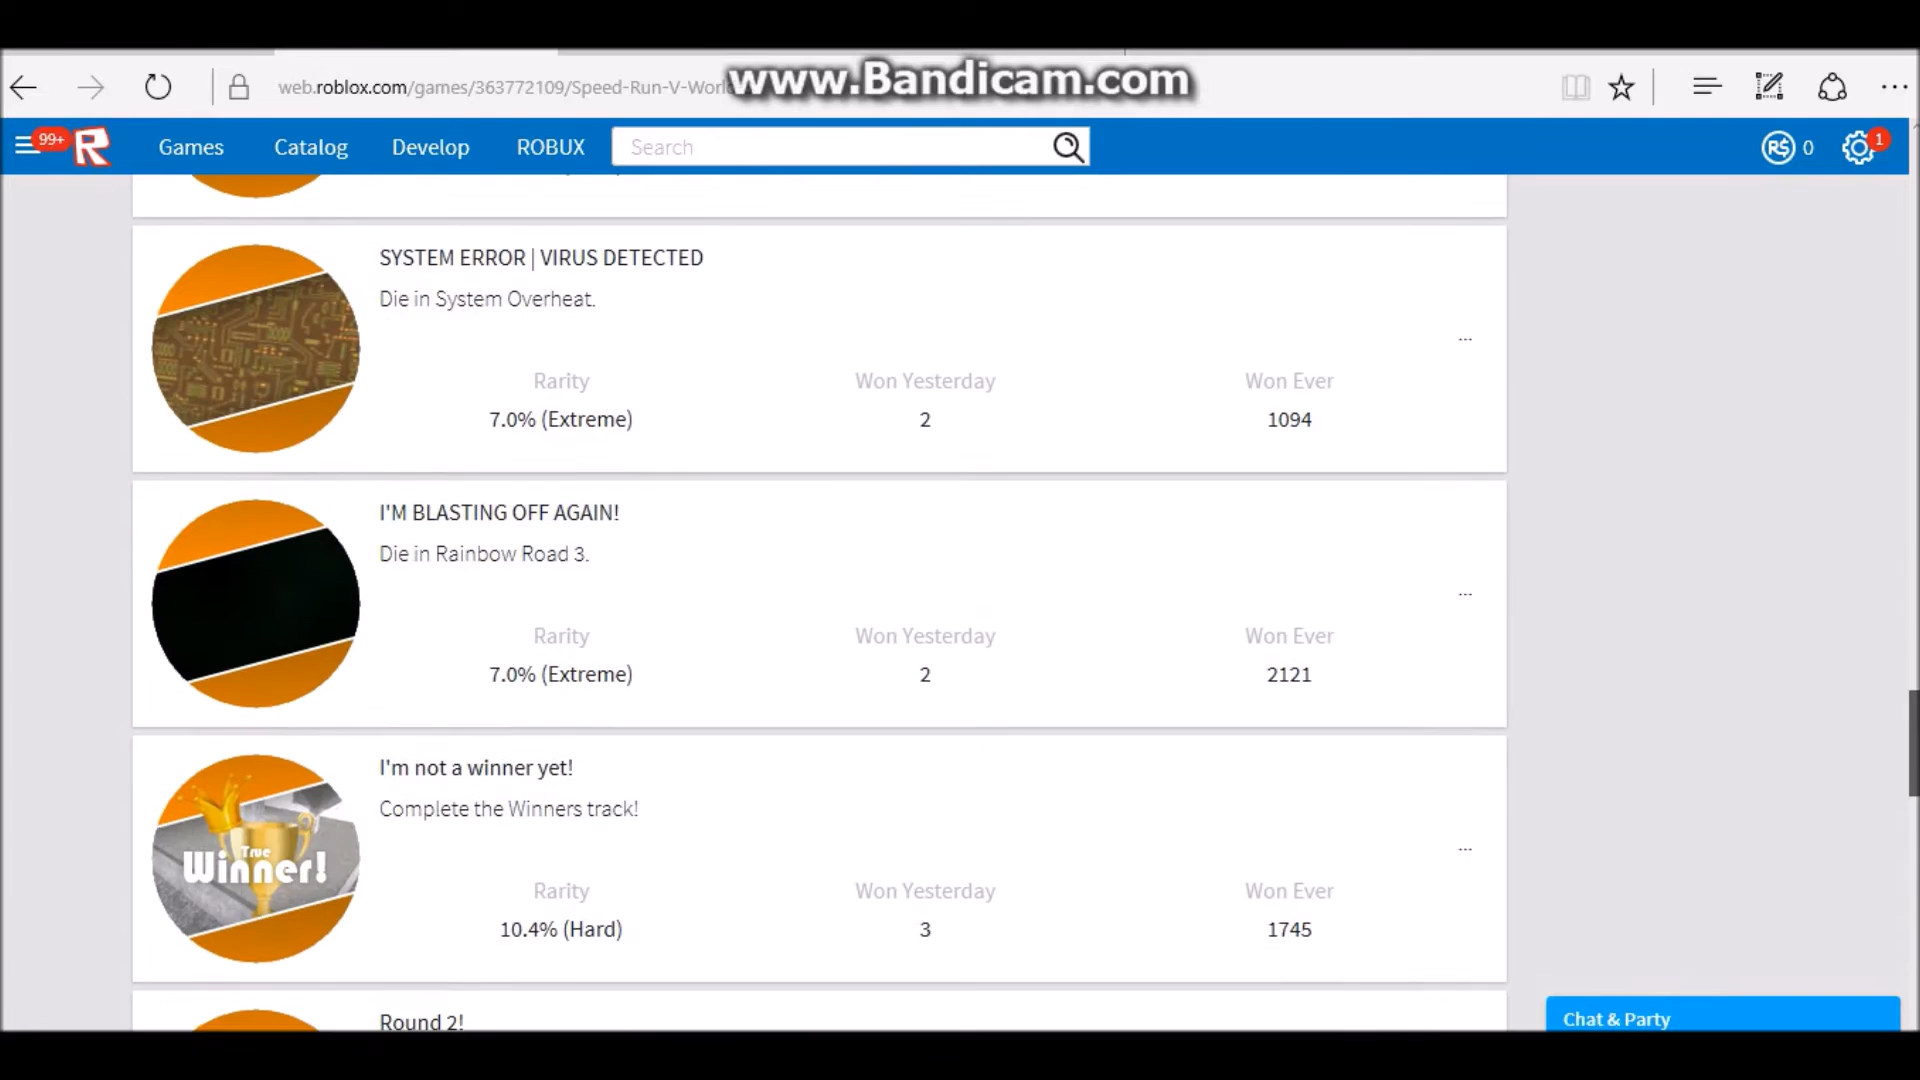 www.Bandicam.com
web.roblox.com/games/363772109/Speed-Run-V-Worl
99+ R Games Catalog Develop ROBUX Search R$ 0 1
SYSTEM ERROR | VIRUS DETECTED
Die in System Overheat.
...
Rarity Won Yesterday Won Ever
7.0% (Extreme) 2 1094
I'M BLASTING OFF AGAIN!
Die in Rainbow Road 3.
...
Rarity Won Yesterday Won Ever
7.0% (Extreme) 2 2121
I'm not a winner yet!
Complete the Winners track!
True
Winner!
...
Rarity Won Yesterday Won Ever
10.4% (Hard) 3 1745
Round 2!
Chat & Party